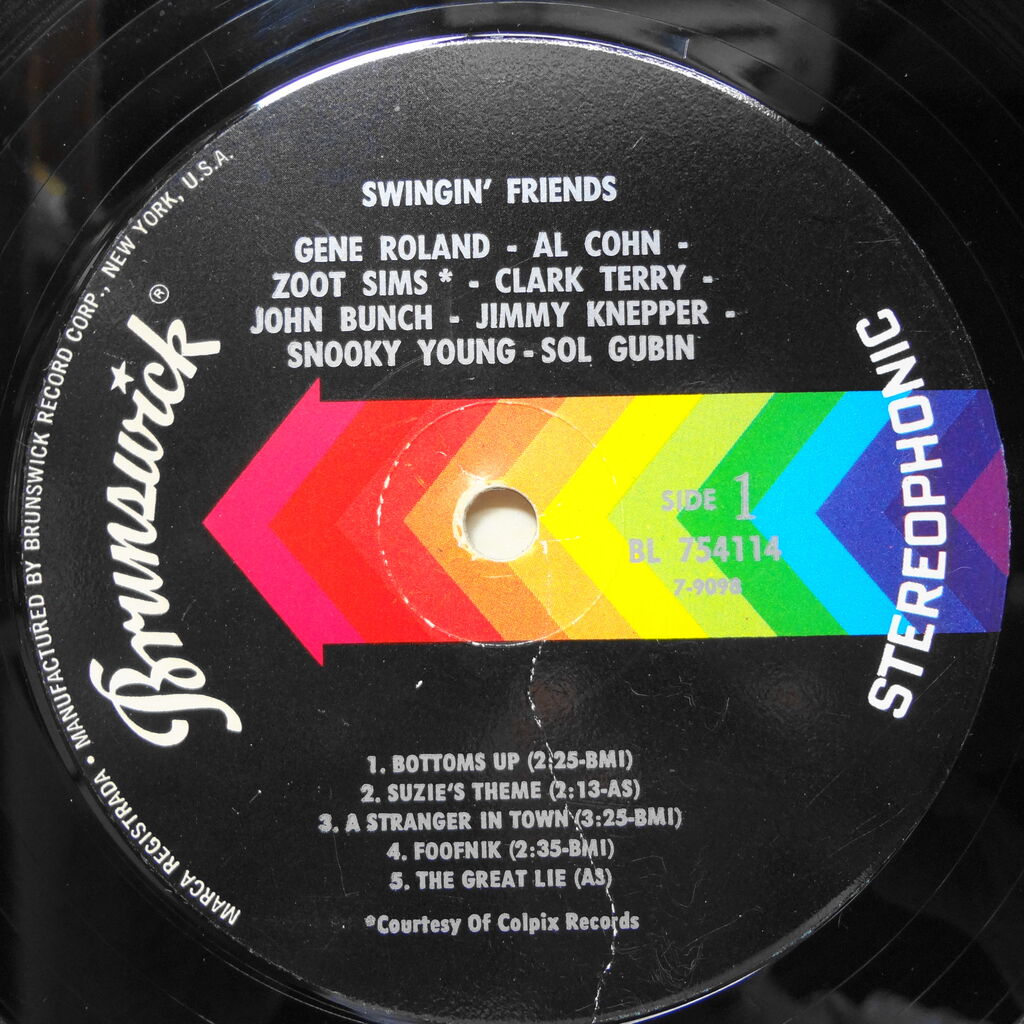 SWINGIN' FRIENDS
GENE ROLAND - AL COHN -
ZOOT SIMS * - CLARK TERRY -
JOHN BUNCH - JIMMY KNEPPER -
SNOOKY YOUNG - SOL GUBIN
Brunswick ®
MARCA REGISTRADA • MANUFACTURED BY BRUNSWICK RECORD CORP., NEW YORK, U.S.A.
STEREOPHONIC
SIDE 1
BL 754114
7-9098
1. BOTTOMS UP (2:25-BMI)
2. SUZIE'S THEME (2:13-AS)
3. A STRANGER IN TOWN (3:25-BMI)
4. FOOFNIK (2:35-BMI)
5. THE GREAT LIE (AS)
*Courtesy Of Colpix Records